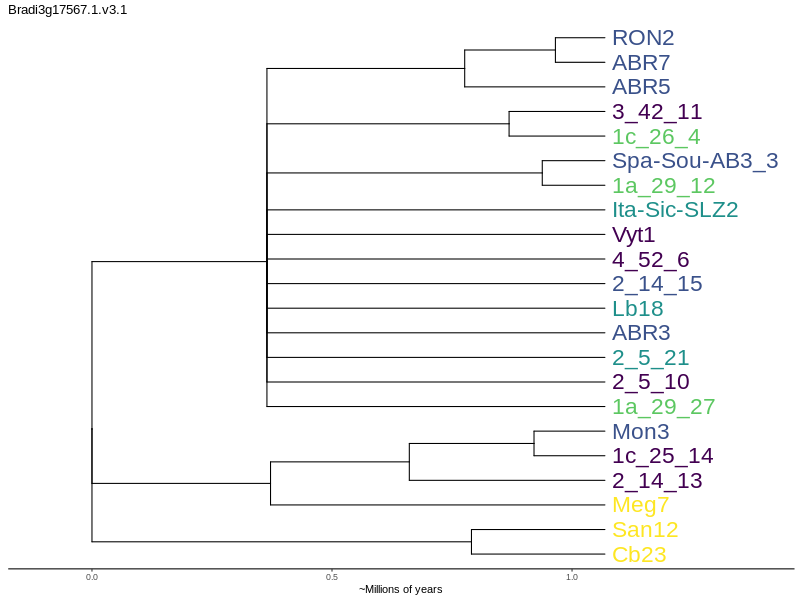 Bradi3g17567.1.v3.1
RON2
ABR7
ABR5
3_42_11
1c_26_4
Spa-Sou-AB3_3
1a_29_12
Ita-Sic-SLZ2
Vyt1
4_52_6
2_14_15
Lb18
ABR3
2_5_21
2_5_10
1a_29_27
Mon3
1c_25_14
2_14_13
Meg7
San12
Cb23
0.0 0.5 1.0
~Millions of years